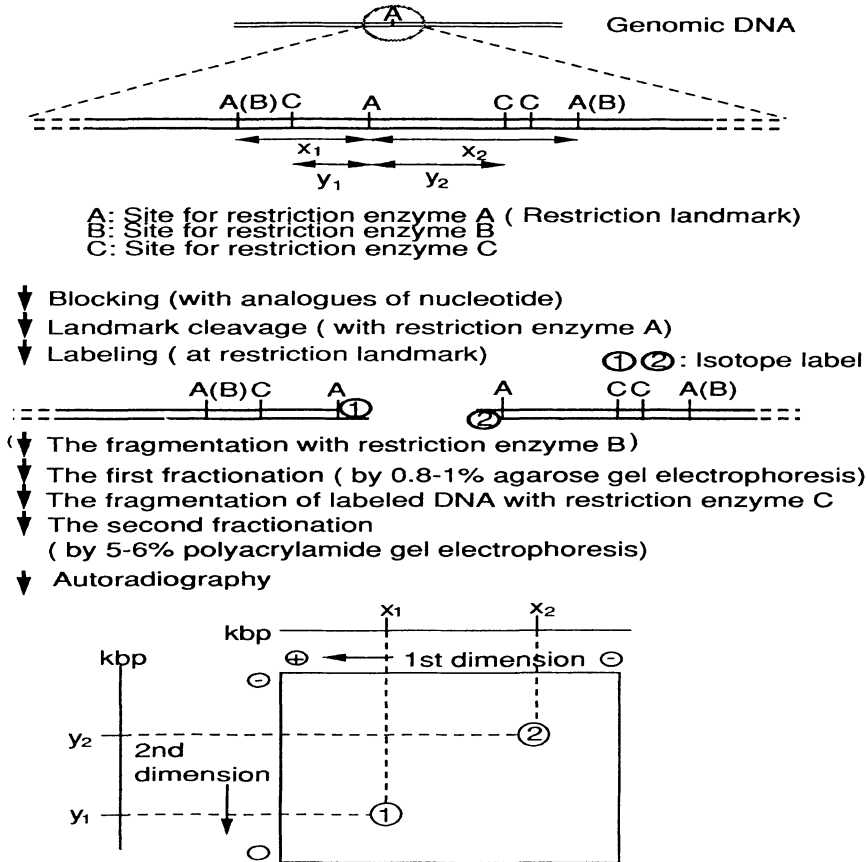 A
Genomic DNA
A(B) C A C C A(B)
x1 x2
y1 y2
A: Site for restriction enzyme A ( Restriction landmark)
B: Site for restriction enzyme B
C: Site for restriction enzyme C
Blocking (with analogues of nucleotide)
Landmark cleavage ( with restriction enzyme A)
Labeling ( at restriction landmark)
① ② : Isotope label
A(B) C A ① ② A C C A(B)
( The fragmentation with restriction enzyme B)
The first fractionation ( by 0.8-1% agarose gel electrophoresis)
The fragmentation of labeled DNA with restriction enzyme C
The second fractionation
( by 5-6% polyacrylamide gel electrophoresis)
Autoradiography
x1 x2
kbp
kbp ⊕ 1st dimension ⊖
⊖
y2 ②
2nd
dimension
y1 ①